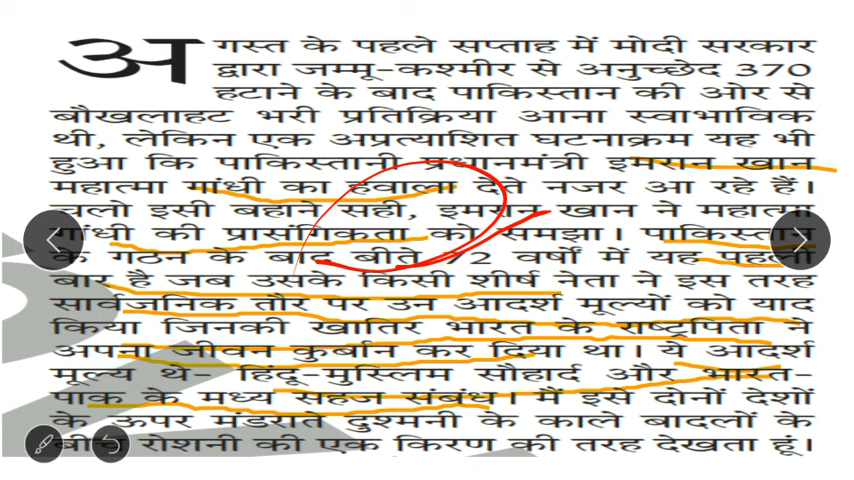 अगस्त के पहले सप्ताह में मोदी सरकार
द्वारा जम्मू-कश्मीर से अनुच्छेद 370
हटाने के बाद पाकिस्तान की ओर से
बौखलाहट भरी प्रतिक्रिया आना स्वाभाविक
थी, लेकिन एक अप्रत्याशित घटनाक्रम यह भी
हुआ कि पाकिस्तानी प्रधानमंत्री इमरान खान
महात्मा गांधी का हवाला देते नजर आ रहे हैं।
चलो इसी बहाने सही, इमरान खान ने महात्मा
गांधी की प्रासंगिकता को समझा। पाकिस्तान
के गठन के बाद बीते 72 वर्षों में यह पहली
बार है जब उसके किसी शीर्ष नेता ने इस तरह
सार्वजनिक तौर पर उन आदर्श मूल्यों को याद
किया जिनकी खातिर भारत के राष्ट्रपिता ने
अपना जीवन कुर्बान कर दिया था। ये आदर्श
मूल्य थे- हिंदू-मुस्लिम सौहार्द और भारत-
पाक के मध्य सहज संबंध। मैं इसे दोनों देशों
के ऊपर मंडराते दुश्मनी के काले बादलों के
बीच रोशनी की एक किरण की तरह देखता हूं।